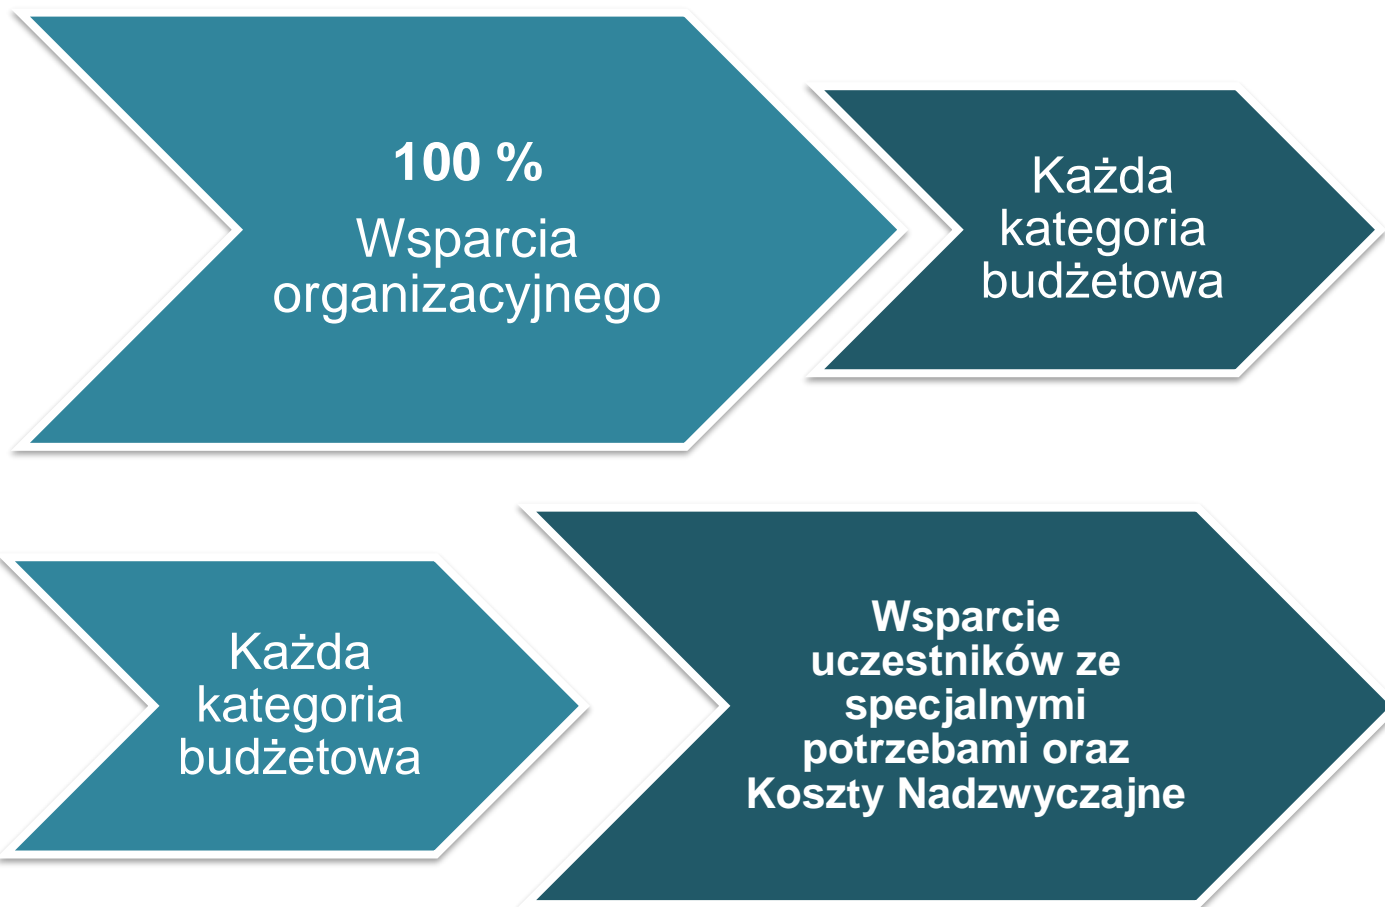 100 %
Wsparcia
organizacyjnego
Każda
kategoria
budżetowa
Każda
kategoria
budżetowa
Wsparcie
uczestników ze
specjalnymi
potrzebami oraz
Koszty Nadzwyczajne